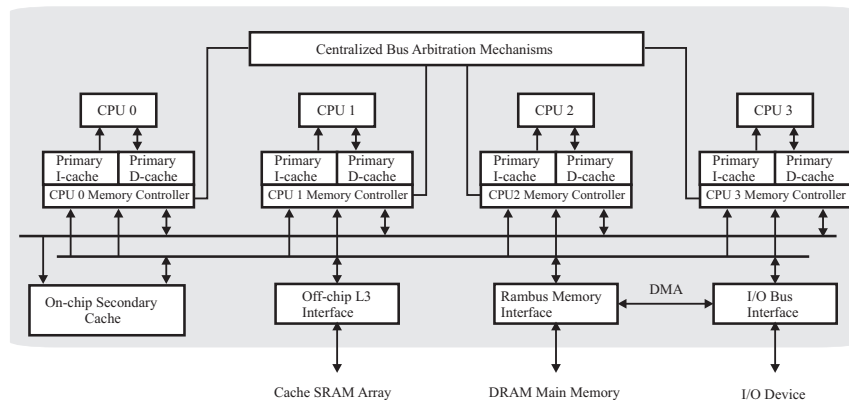 Centralized Bus Arbitration Mechanisms
CPU 0
CPU 1
CPU 2
CPU 3
Primary
I-cache
Primary
D-cache
CPU 0 Memory Controller
Primary
I-cache
Primary
D-cache
CPU 1 Memory Controller
Primary
I-cache
Primary
D-cache
CPU2 Memory Controller
Primary
I-cache
Primary
D-cache
CPU 3 Memory Controller
On-chip Secondary
Cache
Off-chip L3
Interface
Rambus Memory
Interface
DMA
I/O Bus
Interface
Cache SRAM Array
DRAM Main Memory
I/O Device